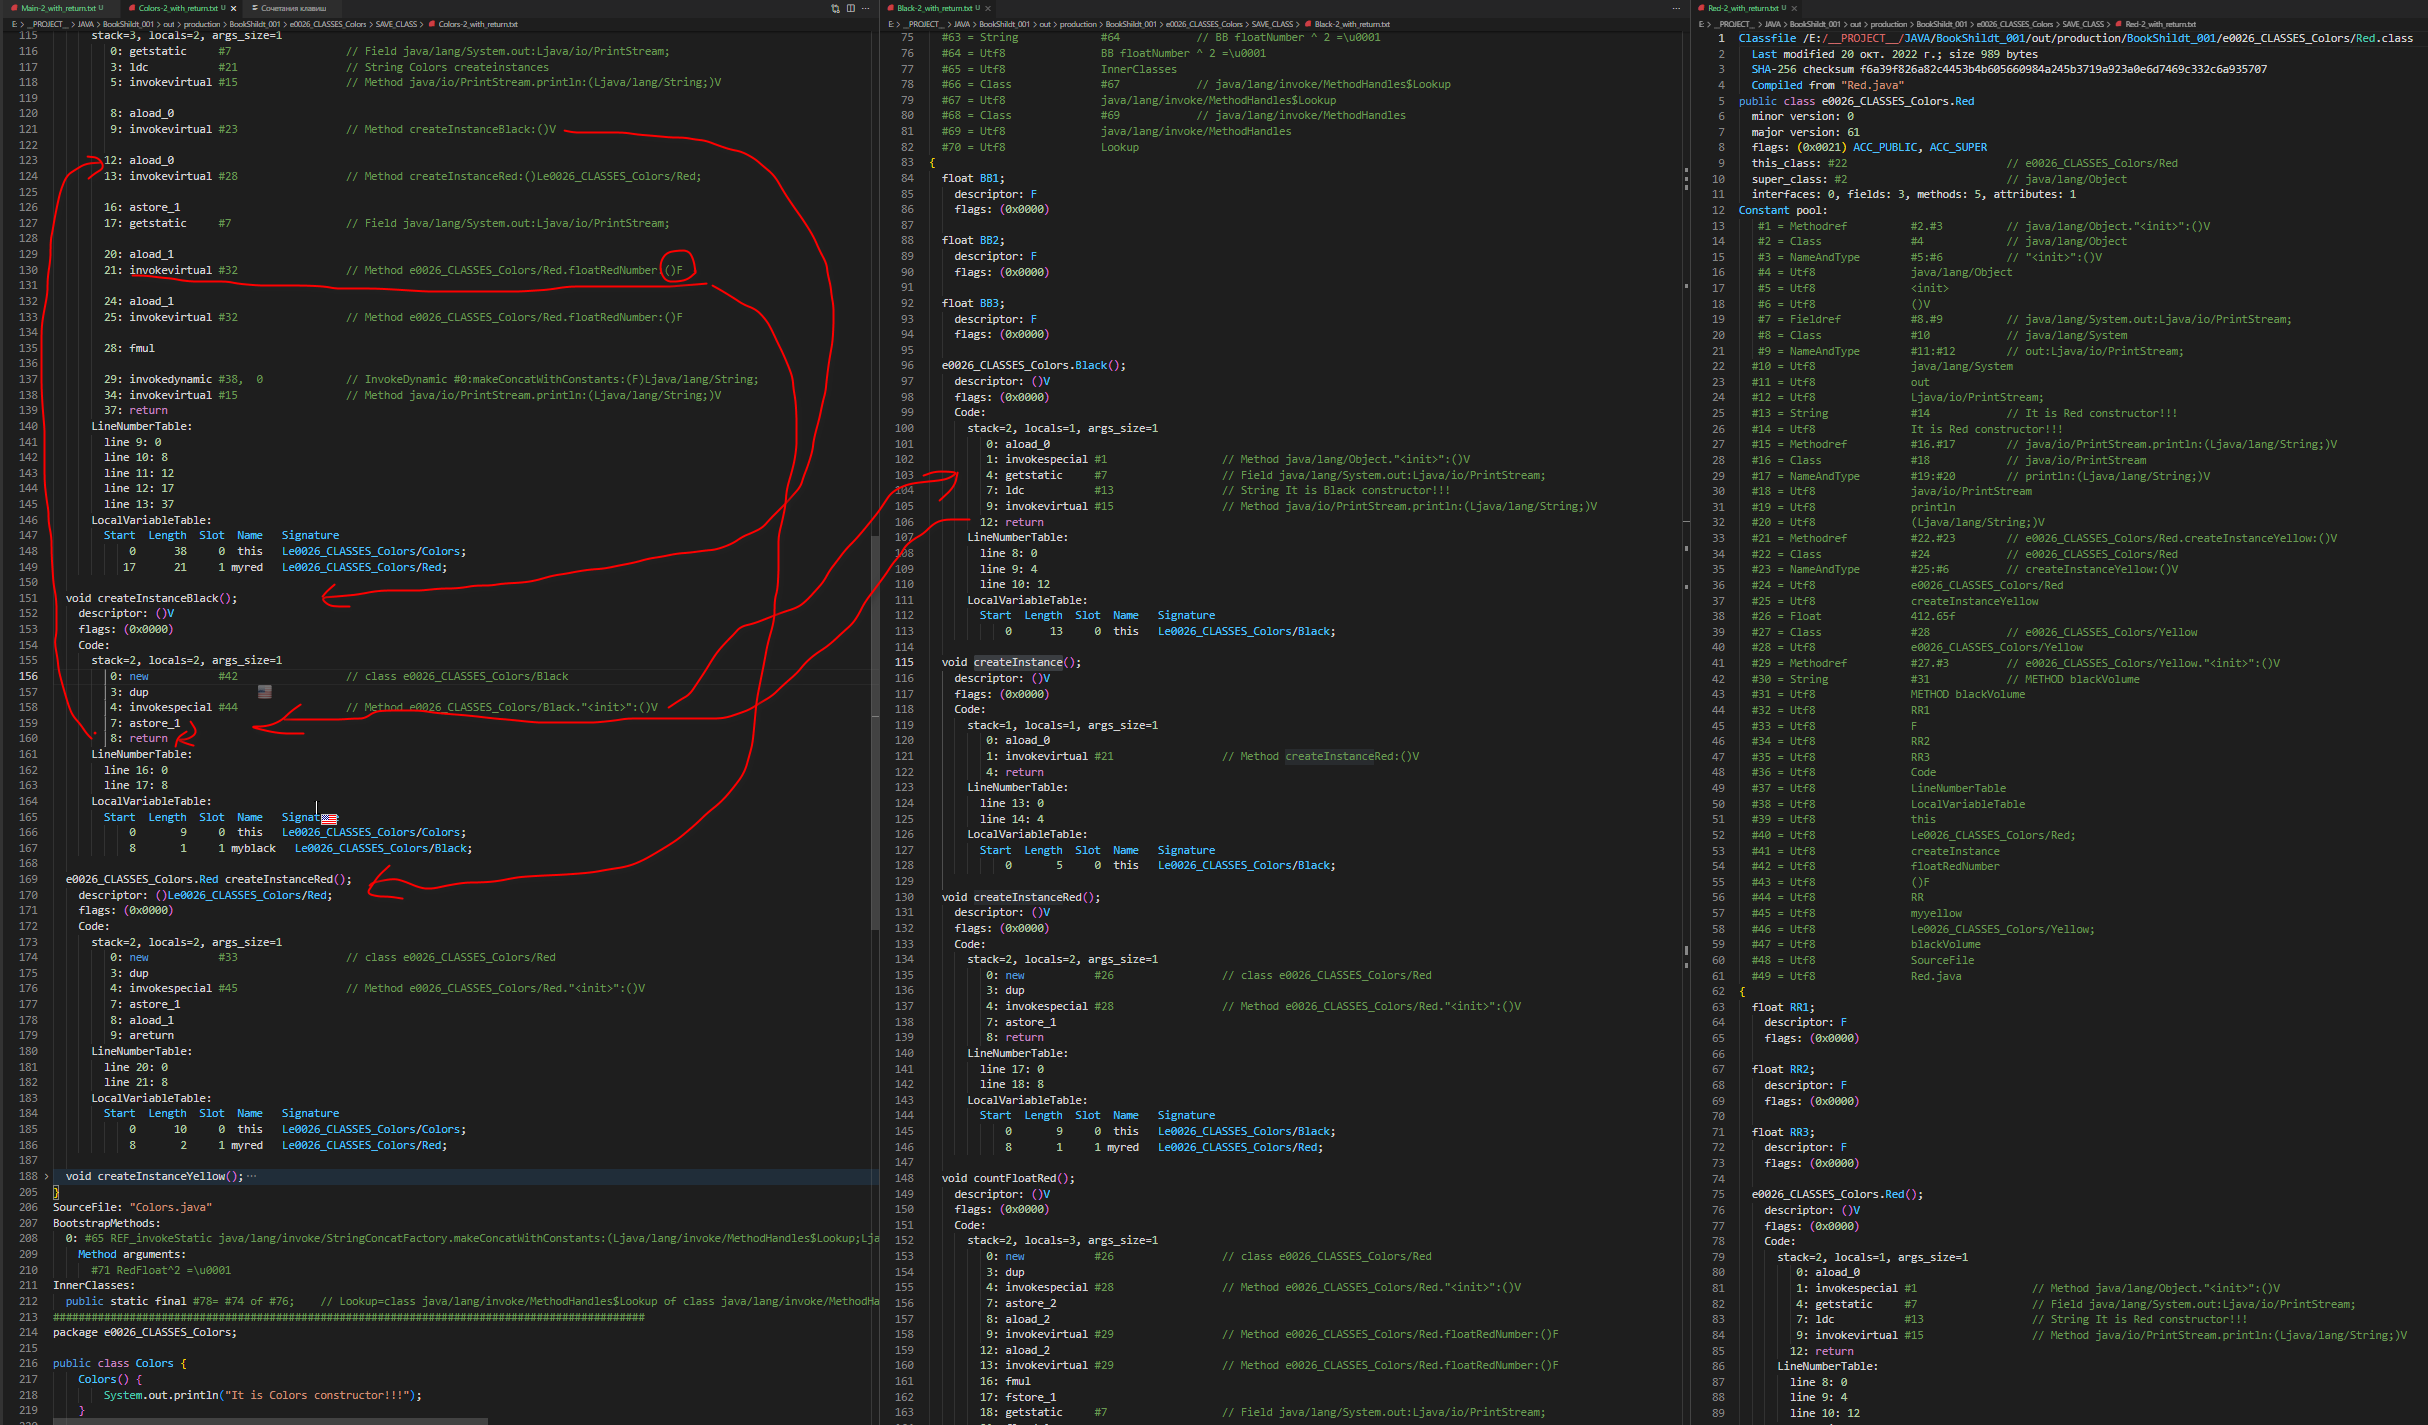 Main-2_with_return.txt U
Colors-2_with_return.txt U ×
Сочетания клавиш
E: > __PROJECT__ > JAVA > BookShildt_001 > out > production > BookShildt_001 > e0026_CLASSES_Colors > SAVE_CLASS > Colors-2_with_return.txt
115 stack=3, locals=2, args_size=1
116 0: getstatic #7 // Field java/lang/System.out:Ljava/io/PrintStream;
117 3: ldc #21 // String Colors createinstances
118 5: invokevirtual #15 // Method java/io/PrintStream.println:(Ljava/lang/String;)V
119
120 8: aload_0
121 9: invokevirtual #23 // Method createInstanceBlack:()V
122
123 12: aload_0
124 13: invokevirtual #28 // Method createInstanceRed:()Le0026_CLASSES_Colors/Red;
125
126 16: astore_1
127 17: getstatic #7 // Field java/lang/System.out:Ljava/io/PrintStream;
128
129 20: aload_1
130 21: invokevirtual #32 // Method e0026_CLASSES_Colors/Red.floatRedNumber:()F
131
132 24: aload_1
133 25: invokevirtual #32 // Method e0026_CLASSES_Colors/Red.floatRedNumber:()F
134
135 28: fmul
136
137 29: invokedynamic #38, 0 // InvokeDynamic #0:makeConcatWithConstants:(F)Ljava/lang/String;
138 34: invokevirtual #15 // Method java/io/PrintStream.println:(Ljava/lang/String;)V
139 37: return
140 LineNumberTable:
141 line 9: 0
142 line 10: 8
143 line 11: 12
144 line 12: 17
145 line 13: 37
146 LocalVariableTable:
147 Start Length Slot Name Signature
148 0 38 0 this Le0026_CLASSES_Colors/Colors;
149 17 21 1 myred Le0026_CLASSES_Colors/Red;
150
151 void createInstanceBlack();
152 descriptor: ()V
153 flags: (0x0000)
154 Code:
155 stack=2, locals=2, args_size=1
156 0: new #42 // class e0026_CLASSES_Colors/Black
157 3: dup
158 4: invokespecial #44 // Method e0026_CLASSES_Colors/Black."<init>":()V
159 7: astore_1
160 8: return
161 LineNumberTable:
162 line 16: 0
163 line 17: 8
164 LocalVariableTable:
165 Start Length Slot Name Signature
166 0 9 0 this Le0026_CLASSES_Colors/Colors;
167 8 1 1 myblack Le0026_CLASSES_Colors/Black;
168
169 e0026_CLASSES_Colors.Red createInstanceRed();
170 descriptor: ()Le0026_CLASSES_Colors/Red;
171 flags: (0x0000)
172 Code:
173 stack=2, locals=2, args_size=1
174 0: new #33 // class e0026_CLASSES_Colors/Red
175 3: dup
176 4: invokespecial #45 // Method e0026_CLASSES_Colors/Red."<init>":()V
177 7: astore_1
178 8: aload_1
179 9: areturn
180 LineNumberTable:
181 line 20: 0
182 line 21: 8
183 LocalVariableTable:
184 Start Length Slot Name Signature
185 0 10 0 this Le0026_CLASSES_Colors/Colors;
186 8 2 1 myred Le0026_CLASSES_Colors/Red;
187
188 > void createInstanceYellow();···
205 }
206 SourceFile: "Colors.java"
207 BootstrapMethods:
208 0: #65 REF_invokeStatic java/lang/invoke/StringConcatFactory.makeConcatWithConstants:(Ljava/lang/invoke/MethodHandles$Lookup;Lja
209 Method arguments:
210 #71 RedFloat^2 =\u0001
211 InnerClasses:
212 public static final #78= #74 of #76; // Lookup=class java/lang/invoke/MethodHandles$Lookup of class java/lang/invoke/MethodHa
213 ############################################################################################
214 package e0026_CLASSES_Colors;
215
216 public class Colors {
217 Colors() {
218 System.out.println("It is Colors constructor!!!");
219 }
Black-2_with_return.txt U ×
E: > __PROJECT__ > JAVA > BookShildt_001 > out > production > BookShildt_001 > e0026_CLASSES_Colors > SAVE_CLASS > Black-2_with_return.txt
75 #63 = String #64 // BB floatNumber ^ 2 =\u0001
76 #64 = Utf8 BB floatNumber ^ 2 =\u0001
77 #65 = Utf8 InnerClasses
78 #66 = Class #67 // java/lang/invoke/MethodHandles$Lookup
79 #67 = Utf8 java/lang/invoke/MethodHandles$Lookup
80 #68 = Class #69 // java/lang/invoke/MethodHandles
81 #69 = Utf8 java/lang/invoke/MethodHandles
82 #70 = Utf8 Lookup
83 {
84 float BB1;
85 descriptor: F
86 flags: (0x0000)
87
88 float BB2;
89 descriptor: F
90 flags: (0x0000)
91
92 float BB3;
93 descriptor: F
94 flags: (0x0000)
95
96 e0026_CLASSES_Colors.Black();
97 descriptor: ()V
98 flags: (0x0000)
99 Code:
100 stack=2, locals=1, args_size=1
101 0: aload_0
102 1: invokespecial #1 // Method java/lang/Object."<init>":()V
103 4: getstatic #7 // Field java/lang/System.out:Ljava/io/PrintStream;
104 7: ldc #13 // String It is Black constructor!!!
105 9: invokevirtual #15 // Method java/io/PrintStream.println:(Ljava/lang/String;)V
106 12: return
107 LineNumberTable:
108 line 8: 0
109 line 9: 4
110 line 10: 12
111 LocalVariableTable:
112 Start Length Slot Name Signature
113 0 13 0 this Le0026_CLASSES_Colors/Black;
114
115 void createInstance();
116 descriptor: ()V
117 flags: (0x0000)
118 Code:
119 stack=1, locals=1, args_size=1
120 0: aload_0
121 1: invokevirtual #21 // Method createInstanceRed:()V
122 4: return
123 LineNumberTable:
124 line 13: 0
125 line 14: 4
126 LocalVariableTable:
127 Start Length Slot Name Signature
128 0 5 0 this Le0026_CLASSES_Colors/Black;
129
130 void createInstanceRed();
131 descriptor: ()V
132 flags: (0x0000)
133 Code:
134 stack=2, locals=2, args_size=1
135 0: new #26 // class e0026_CLASSES_Colors/Red
136 3: dup
137 4: invokespecial #28 // Method e0026_CLASSES_Colors/Red."<init>":()V
138 7: astore_1
139 8: return
140 LineNumberTable:
141 line 17: 0
142 line 18: 8
143 LocalVariableTable:
144 Start Length Slot Name Signature
145 0 9 0 this Le0026_CLASSES_Colors/Black;
146 8 1 1 myred Le0026_CLASSES_Colors/Red;
147
148 void countFloatRed();
149 descriptor: ()V
150 flags: (0x0000)
151 Code:
152 stack=2, locals=3, args_size=1
153 0: new #26 // class e0026_CLASSES_Colors/Red
154 3: dup
155 4: invokespecial #28 // Method e0026_CLASSES_Colors/Red."<init>":()V
156 7: astore_2
157 8: aload_2
158 9: invokevirtual #29 // Method e0026_CLASSES_Colors/Red.floatRedNumber:()F
159 12: aload_2
160 13: invokevirtual #29 // Method e0026_CLASSES_Colors/Red.floatRedNumber:()F
161 16: fmul
162 17: fstore_1
163 18: getstatic #7 // Field java/lang/System.out:Ljava/io/PrintStream;
Red-2_with_return.txt U ×
E: > __PROJECT__ > JAVA > BookShildt_001 > out > production > BookShildt_001 > e0026_CLASSES_Colors > SAVE_CLASS > Red-2_with_return.txt
1 Classfile /E:/__PROJECT__/JAVA/BookShildt_001/out/production/BookShildt_001/e0026_CLASSES_Colors/Red.class
2 Last modified 20 окт. 2022 г.; size 989 bytes
3 SHA-256 checksum f6a39f826a82c4453b4b605660984a245b3719a923a0e6d7469c332c6a935707
4 Compiled from "Red.java"
5 public class e0026_CLASSES_Colors.Red
6 minor version: 0
7 major version: 61
8 flags: (0x0021) ACC_PUBLIC, ACC_SUPER
9 this_class: #22 // e0026_CLASSES_Colors/Red
10 super_class: #2 // java/lang/Object
11 interfaces: 0, fields: 3, methods: 5, attributes: 1
12 Constant pool:
13 #1 = Methodref #2.#3 // java/lang/Object."<init>":()V
14 #2 = Class #4 // java/lang/Object
15 #3 = NameAndType #5:#6 // "<init>":()V
16 #4 = Utf8 java/lang/Object
17 #5 = Utf8 <init>
18 #6 = Utf8 ()V
19 #7 = Fieldref #8.#9 // java/lang/System.out:Ljava/io/PrintStream;
20 #8 = Class #10 // java/lang/System
21 #9 = NameAndType #11:#12 // out:Ljava/io/PrintStream;
22 #10 = Utf8 java/lang/System
23 #11 = Utf8 out
24 #12 = Utf8 Ljava/io/PrintStream;
25 #13 = String #14 // It is Red constructor!!!
26 #14 = Utf8 It is Red constructor!!!
27 #15 = Methodref #16.#17 // java/io/PrintStream.println:(Ljava/lang/String;)V
28 #16 = Class #18 // java/io/PrintStream
29 #17 = NameAndType #19:#20 // println:(Ljava/lang/String;)V
30 #18 = Utf8 java/io/PrintStream
31 #19 = Utf8 println
32 #20 = Utf8 (Ljava/lang/String;)V
33 #21 = Methodref #22.#23 // e0026_CLASSES_Colors/Red.createInstanceYellow:()V
34 #22 = Class #24 // e0026_CLASSES_Colors/Red
35 #23 = NameAndType #25:#6 // createInstanceYellow:()V
36 #24 = Utf8 e0026_CLASSES_Colors/Red
37 #25 = Utf8 createInstanceYellow
38 #26 = Float 412.65f
39 #27 = Class #28 // e0026_CLASSES_Colors/Yellow
40 #28 = Utf8 e0026_CLASSES_Colors/Yellow
41 #29 = Methodref #27.#3 // e0026_CLASSES_Colors/Yellow."<init>":()V
42 #30 = String #31 // METHOD blackVolume
43 #31 = Utf8 METHOD blackVolume
44 #32 = Utf8 RR1
45 #33 = Utf8 F
46 #34 = Utf8 RR2
47 #35 = Utf8 RR3
48 #36 = Utf8 Code
49 #37 = Utf8 LineNumberTable
50 #38 = Utf8 LocalVariableTable
51 #39 = Utf8 this
52 #40 = Utf8 Le0026_CLASSES_Colors/Red;
53 #41 = Utf8 createInstance
54 #42 = Utf8 floatRedNumber
55 #43 = Utf8 ()F
56 #44 = Utf8 RR
57 #45 = Utf8 myyellow
58 #46 = Utf8 Le0026_CLASSES_Colors/Yellow;
59 #47 = Utf8 blackVolume
60 #48 = Utf8 SourceFile
61 #49 = Utf8 Red.java
62 {
63 float RR1;
64 descriptor: F
65 flags: (0x0000)
66
67 float RR2;
68 descriptor: F
69 flags: (0x0000)
70
71 float RR3;
72 descriptor: F
73 flags: (0x0000)
74
75 e0026_CLASSES_Colors.Red();
76 descriptor: ()V
77 flags: (0x0000)
78 Code:
79 stack=2, locals=1, args_size=1
80 0: aload_0
81 1: invokespecial #1 // Method java/lang/Object."<init>":()V
82 4: getstatic #7 // Field java/lang/System.out:Ljava/io/PrintStream;
83 7: ldc #13 // String It is Red constructor!!!
84 9: invokevirtual #15 // Method java/io/PrintStream.println:(Ljava/lang/String;)V
85 12: return
86 LineNumberTable:
87 line 8: 0
88 line 9: 4
89 line 10: 12